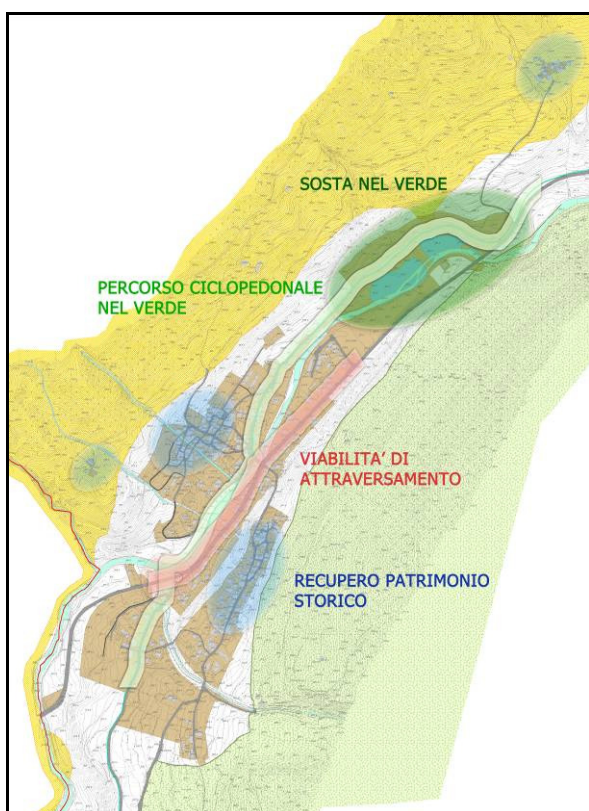 SOSTA NEL VERDE
PERCORSO CICLOPEDONALE
NEL VERDE
VIABILITA' DI
ATTRAVERSAMENTO
RECUPERO PATRIMONIO
STORICO